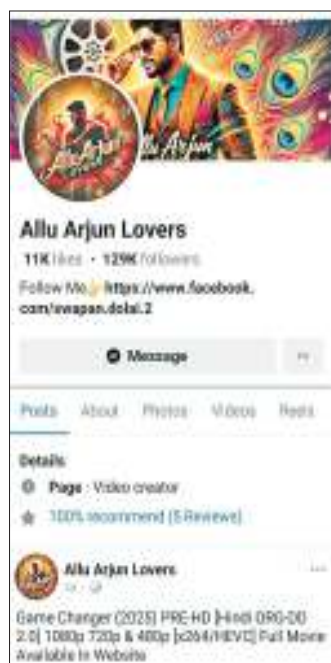 Allu Arjun
Allu Arjun Lovers
11K likes • 129K followers
Follow Me👉https://www.facebook.
com/swapan.dolai.2
Message
Posts About Photos Videos Reels
Details
Page · Video creator
100% recommend (5 Reviews)
Allu Arjun Lovers
Game Changer (2025) PRE-HD [Hindi ORG-DD
2.0] 1080p 720p & 480p [x264/HEVC] Full Movie
Available In Website